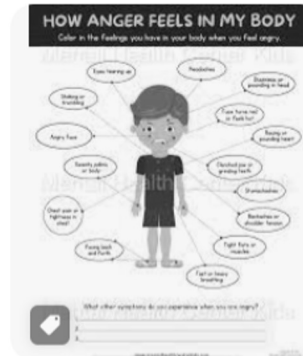 HOW ANGER FEELS IN MY BODY
Color in the feelings you have in your body when you feel angry.
Eyes tearing up
Headaches
Dizziness or
pounding in head
Shaking or
trembling
Face turns red
or feels hot
Angry face
Racing or
pounding heart
Sweaty palms
or body
Clenched jaw or
grinding teeth
Stomachaches
Chest pain or
tightness in
chest
Backaches or
shoulder tension
Tight fists or
muscles
Pacing back
and forth
Fast or heavy
breathing
What other symptoms do you experience when you are angry?
1
2
3